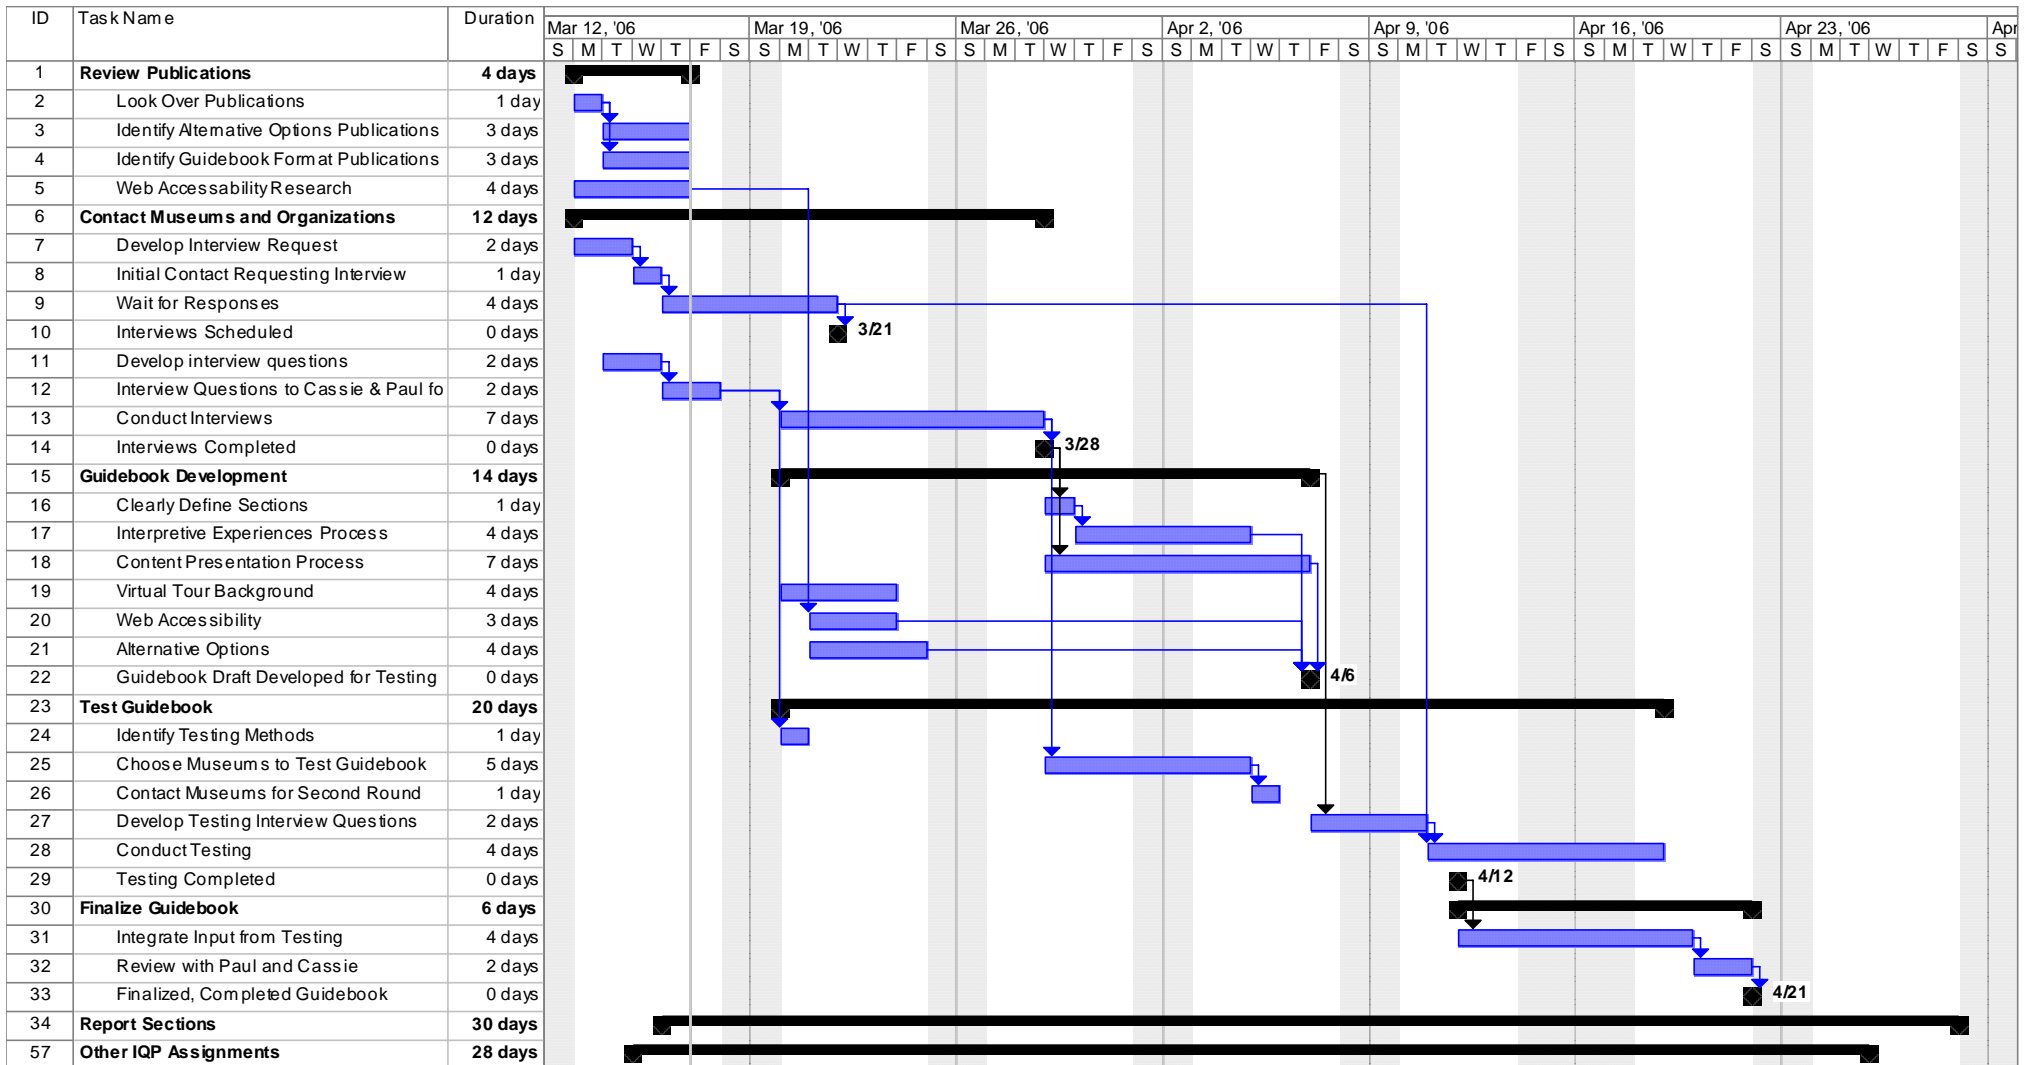 ID Task Name Duration Mar 12, '06 Mar 19, '06 Mar 26, '06 Apr 2, '06 Apr 9, '06 Apr 16, '06 Apr 23, '06 Apr
S M T W T F S S M T W T F S S M T W T F S S M T W T F S S M T W T F S S M T W T F S S M T W T F S S
1 Review Publications 4 days
2 Look Over Publications 1 day
3 Identify Alternative Options Publications 3 days
4 Identify Guidebook Format Publications 3 days
5 Web Accessability Research 4 days
6 Contact Museums and Organizations 12 days
7 Develop Interview Request 2 days
8 Initial Contact Requesting Interview 1 day
9 Wait for Responses 4 days
10 Interviews Scheduled 0 days 3/21
11 Develop interview questions 2 days
12 Interview Questions to Cassie & Paul fo 2 days
13 Conduct Interviews 7 days
14 Interviews Completed 0 days 3/28
15 Guidebook Development 14 days
16 Clearly Define Sections 1 day
17 Interpretive Experiences Process 4 days
18 Content Presentation Process 7 days
19 Virtual Tour Background 4 days
20 Web Accessibility 3 days
21 Alternative Options 4 days
22 Guidebook Draft Developed for Testing 0 days 4/6
23 Test Guidebook 20 days
24 Identify Testing Methods 1 day
25 Choose Museums to Test Guidebook 5 days
26 Contact Museums for Second Round 1 day
27 Develop Testing Interview Questions 2 days
28 Conduct Testing 4 days
29 Testing Completed 0 days 4/12
30 Finalize Guidebook 6 days
31 Integrate Input from Testing 4 days
32 Review with Paul and Cassie 2 days
33 Finalized, Completed Guidebook 0 days 4/21
34 Report Sections 30 days
57 Other IQP Assignments 28 days